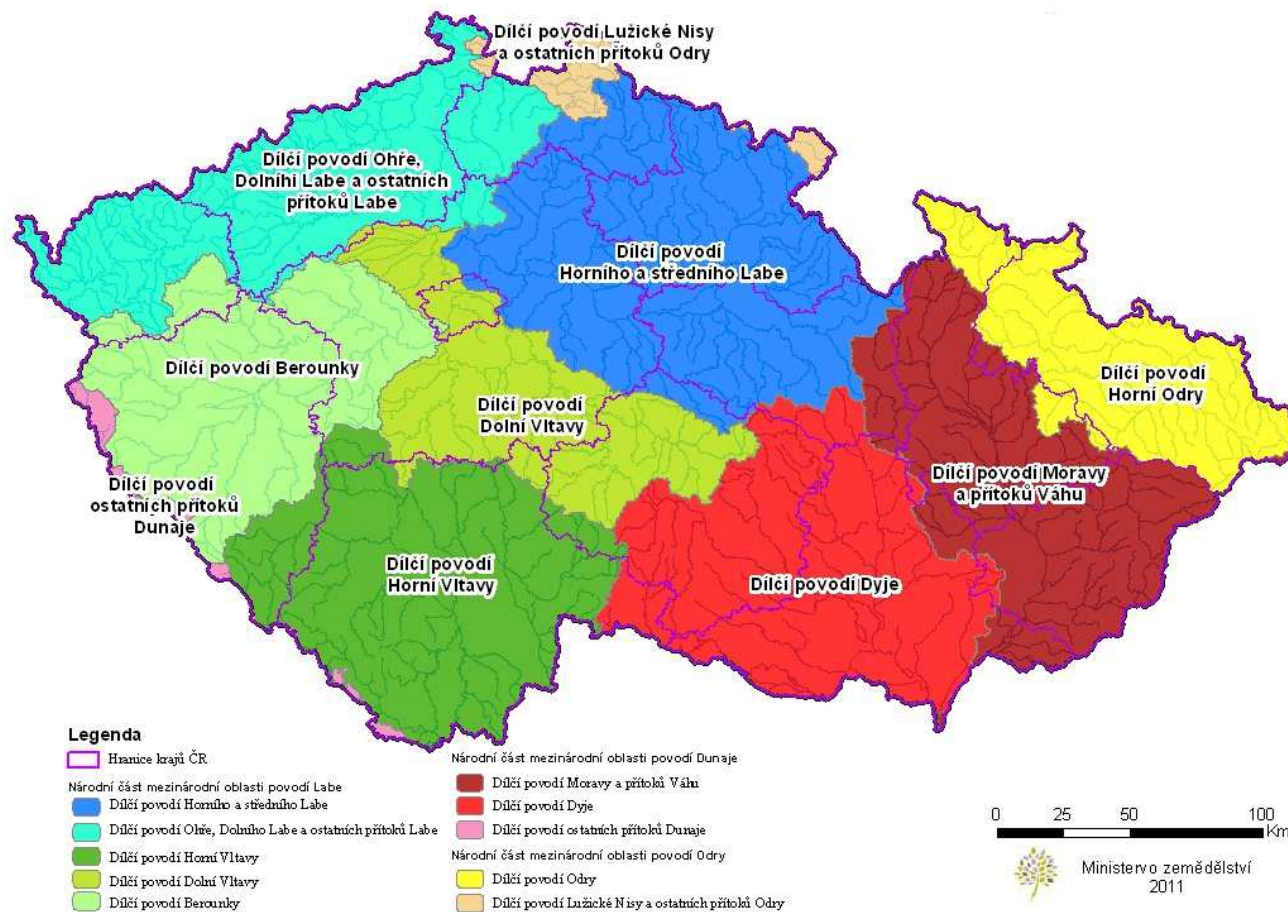 Dílčí povodí Lužické Nisy
a ostatních přítoků Odry
Dílčí povodí Ohře,
Dolníhi Labe a ostatních
přítoků Labe
Dílčí povodí
Horního a středního Labe
Dílčí povodí Berounky
Dílčí povodí
Dolní Vltavy
Dílčí povodí
Horní Odry
Dílčí povodí Moravy
a přítoků Váhu
Dílčí povodí
ostatních přítoků
Dunaje
Dílčí povodí
Horní Vltavy
Dílčí povodí Dyje
Legenda
Hranice krajů ČR
Národní část mezinárodní oblasti povodí Labe
Dílčí povodí Horního a středního Labe
Dílčí povodí Ohře, Dolního Labe a ostatních přítoků Labe
Dílčí povodí Horní Vltavy
Dílčí povodí Dolní Vltavy
Dílčí povodí Berounky
Národní část mezinárodní oblasti povodí Dunaje
Dílčí povodí Moravy a přítoků Váhu
Dílčí povodí Dyje
Dílčí povodí ostatních přítoků Dunaje
Národní část mezinárodní oblasti povodí Odry
Dílčí povodí Odry
Dílčí povodí Lužické Nisy a ostatních přítoků Odry
0 25 50 100
Km
Ministervo zemědělství
2011